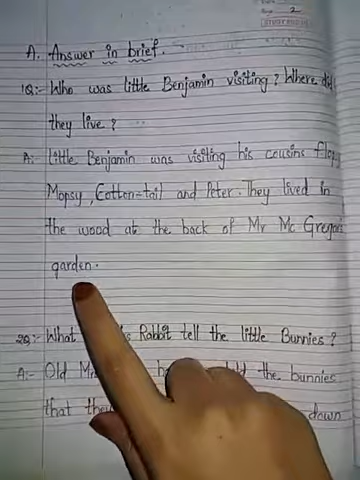 2
A. Answer in brief. -
1Q:- Who was little Benjamin visiting? Where did
they live?
A:- Little Benjamin was visiting his cousins
Mopsy, Cotton-tail and Peter. They lived in
the wood at the back of Mr Mc Gregor's
garden.
2Q:- What Rabbit tell the little Bunnies?
A:- Old the bunnies
that down